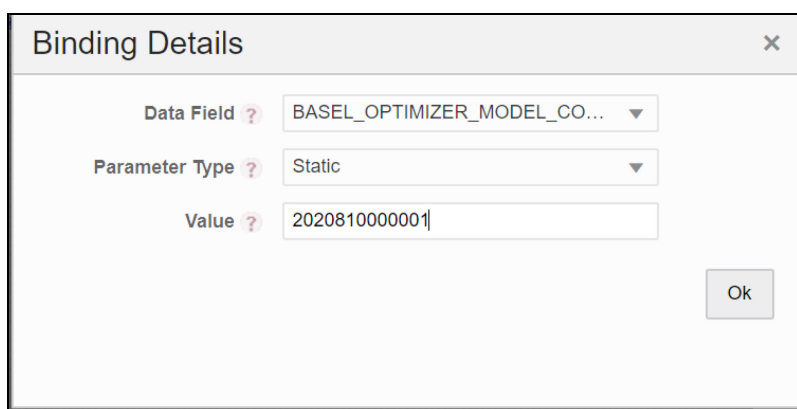 Binding Details ×
Data Field ? BASEL_OPTIMIZER_MODEL_CO...
Parameter Type ? Static
Value ? 2020810000001
Ok